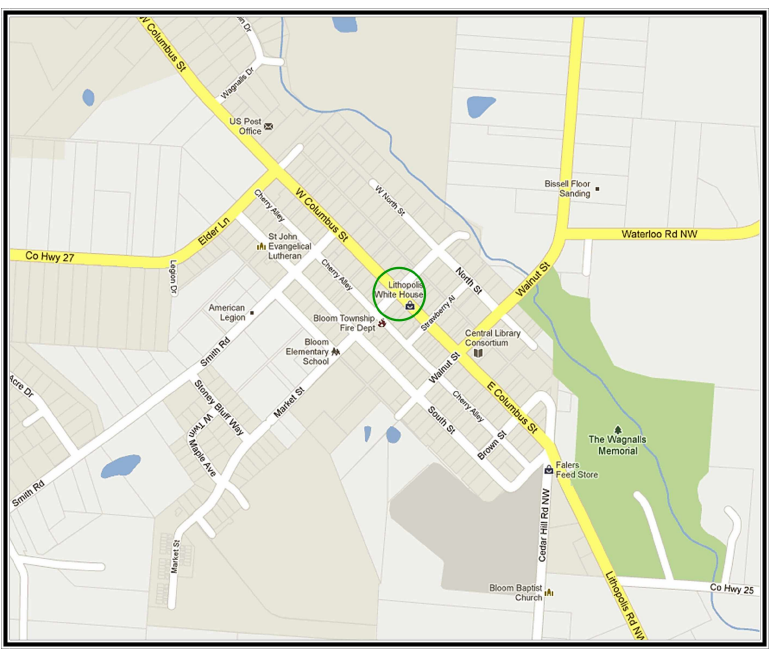 W Columbus St
Wagnalls Dr
n Dr
US Post
Office
Bissell Floor
Sanding
Cherry Alley
W North St
W Columbus St
Elder Ln
Waterloo Rd NW
St John
Evangelical
Lutheran
Co Hwy 27
Legion Dr
Cherry Alley
North St
Walnut St
Lithopolis
White House
American
Legion
Bloom Township
Fire Dept
Strawberry Al
Central Library
Consortium
Bloom
Elementary
School
Smith Rd
Walnut St
Acre Dr
Stoney Bluff Way
Market St
E Columbus St
Cherry Alley
W Twin
Maple Ave
South St
Brown St
The Wagnalls
Memorial
Falers
Feed Store
Smith Rd
Cedar Hill Rd NW
Market St
Bloom Baptist
Church
Lithopolis Rd NW
Co Hwy 25